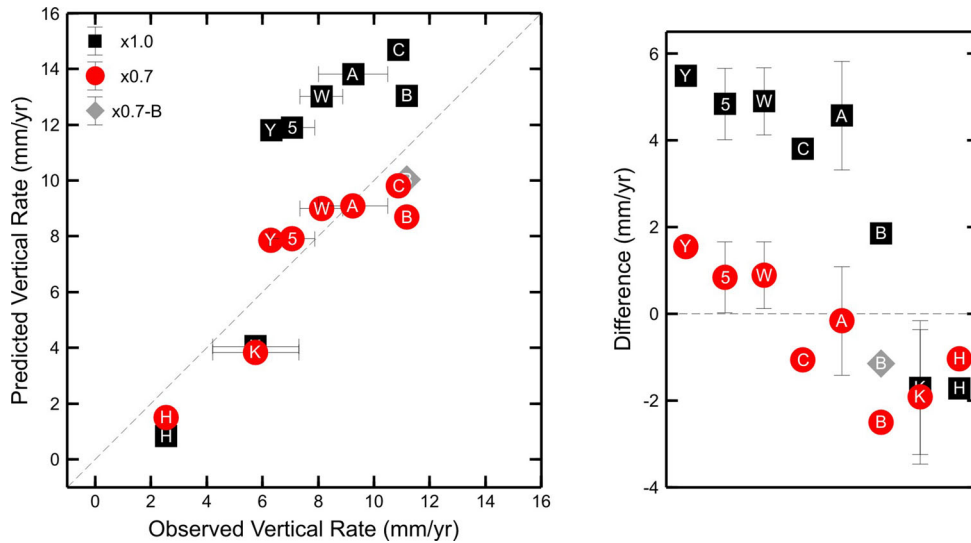 x1.0
x0.7
x0.7-B
Predicted Vertical Rate (mm/yr)
16
14
12
10
8
6
4
2
0
C
A
W
B
Y
5
B
C
B
W
A
Y
5
K
H
H
0
2
4
6
8
10
12
14
16
Observed Vertical Rate (mm/yr)
Difference (mm/yr)
6
4
2
0
-2
-4
Y
5
W
A
C
B
Y
5
W
A
C
B
H
K
K
H
B